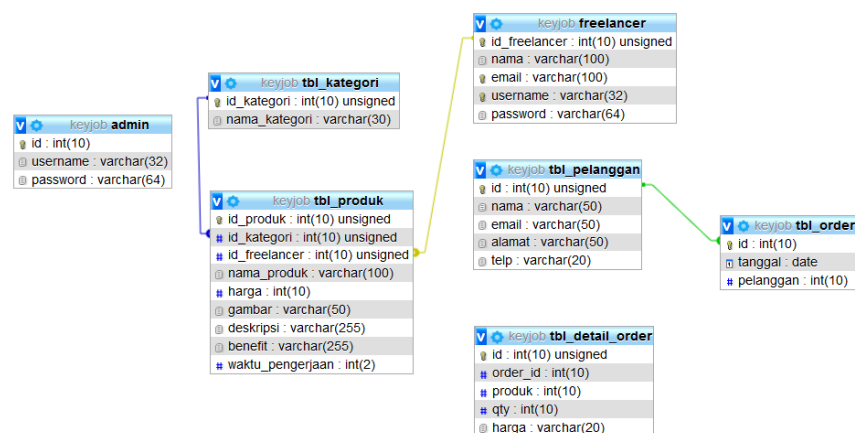 keyjob freelancer
id_freelancer : int(10) unsigned
nama : varchar(100)
email : varchar(100)
username : varchar(32)
password : varchar(64)
keyjob tbl_kategori
id_kategori : int(10) unsigned
nama_kategori : varchar(30)
keyjob admin
id : int(10)
username : varchar(32)
password : varchar(64)
keyjob tbl_produk
id_produk : int(10) unsigned
id_kategori : int(10) unsigned
id_freelancer : int(10) unsigned
nama_produk : varchar(100)
harga : int(10)
gambar : varchar(50)
deskripsi : varchar(255)
benefit : varchar(255)
waktu_pengerjaan : int(2)
keyjob tbl_pelanggan
id : int(10) unsigned
nama : varchar(50)
email : varchar(50)
alamat : varchar(50)
telp : varchar(20)
keyjob tbl_order
id : int(10)
tanggal : date
pelanggan : int(10)
keyjob tbl_detail_order
id : int(10) unsigned
order_id : int(10)
produk : int(10)
qty : int(10)
harga : varchar(20)